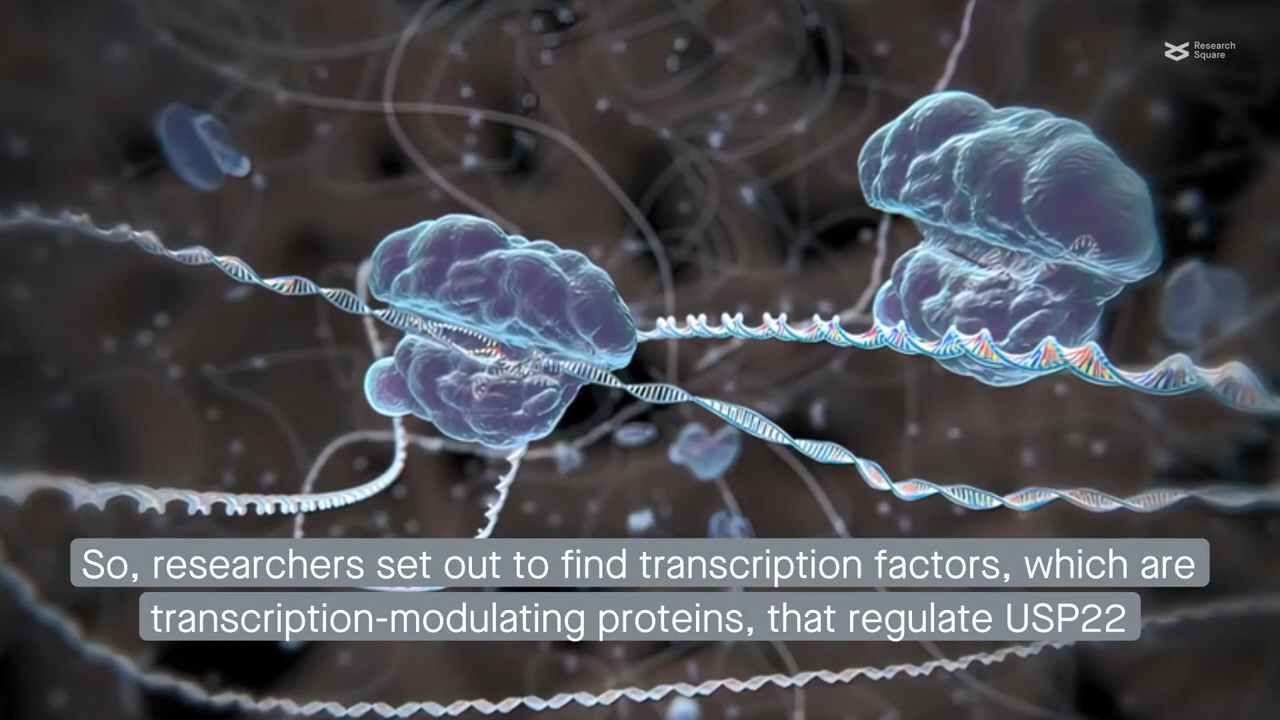 Research
Square
So, researchers set out to find transcription factors, which are
transcription-modulating proteins, that regulate USP22